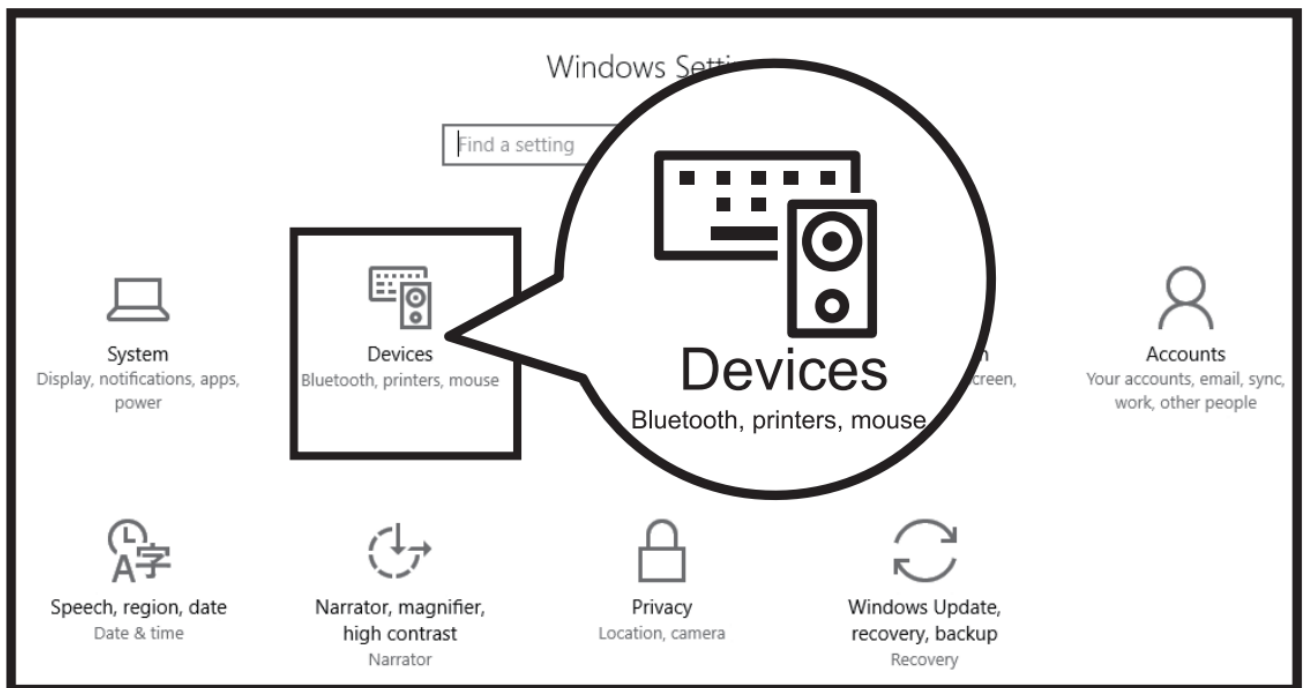 Windows Setti
Find a setting
System
Display, notifications, apps,
power
Devices
Bluetooth, printers, mouse
Devices
Bluetooth, printers, mouse
creen,
Accounts
Your accounts, email, sync,
work, other people
A字
Speech, region, date
Date & time
Narrator, magnifier,
high contrast
Narrator
Privacy
Location, camera
Windows Update,
recovery, backup
Recovery